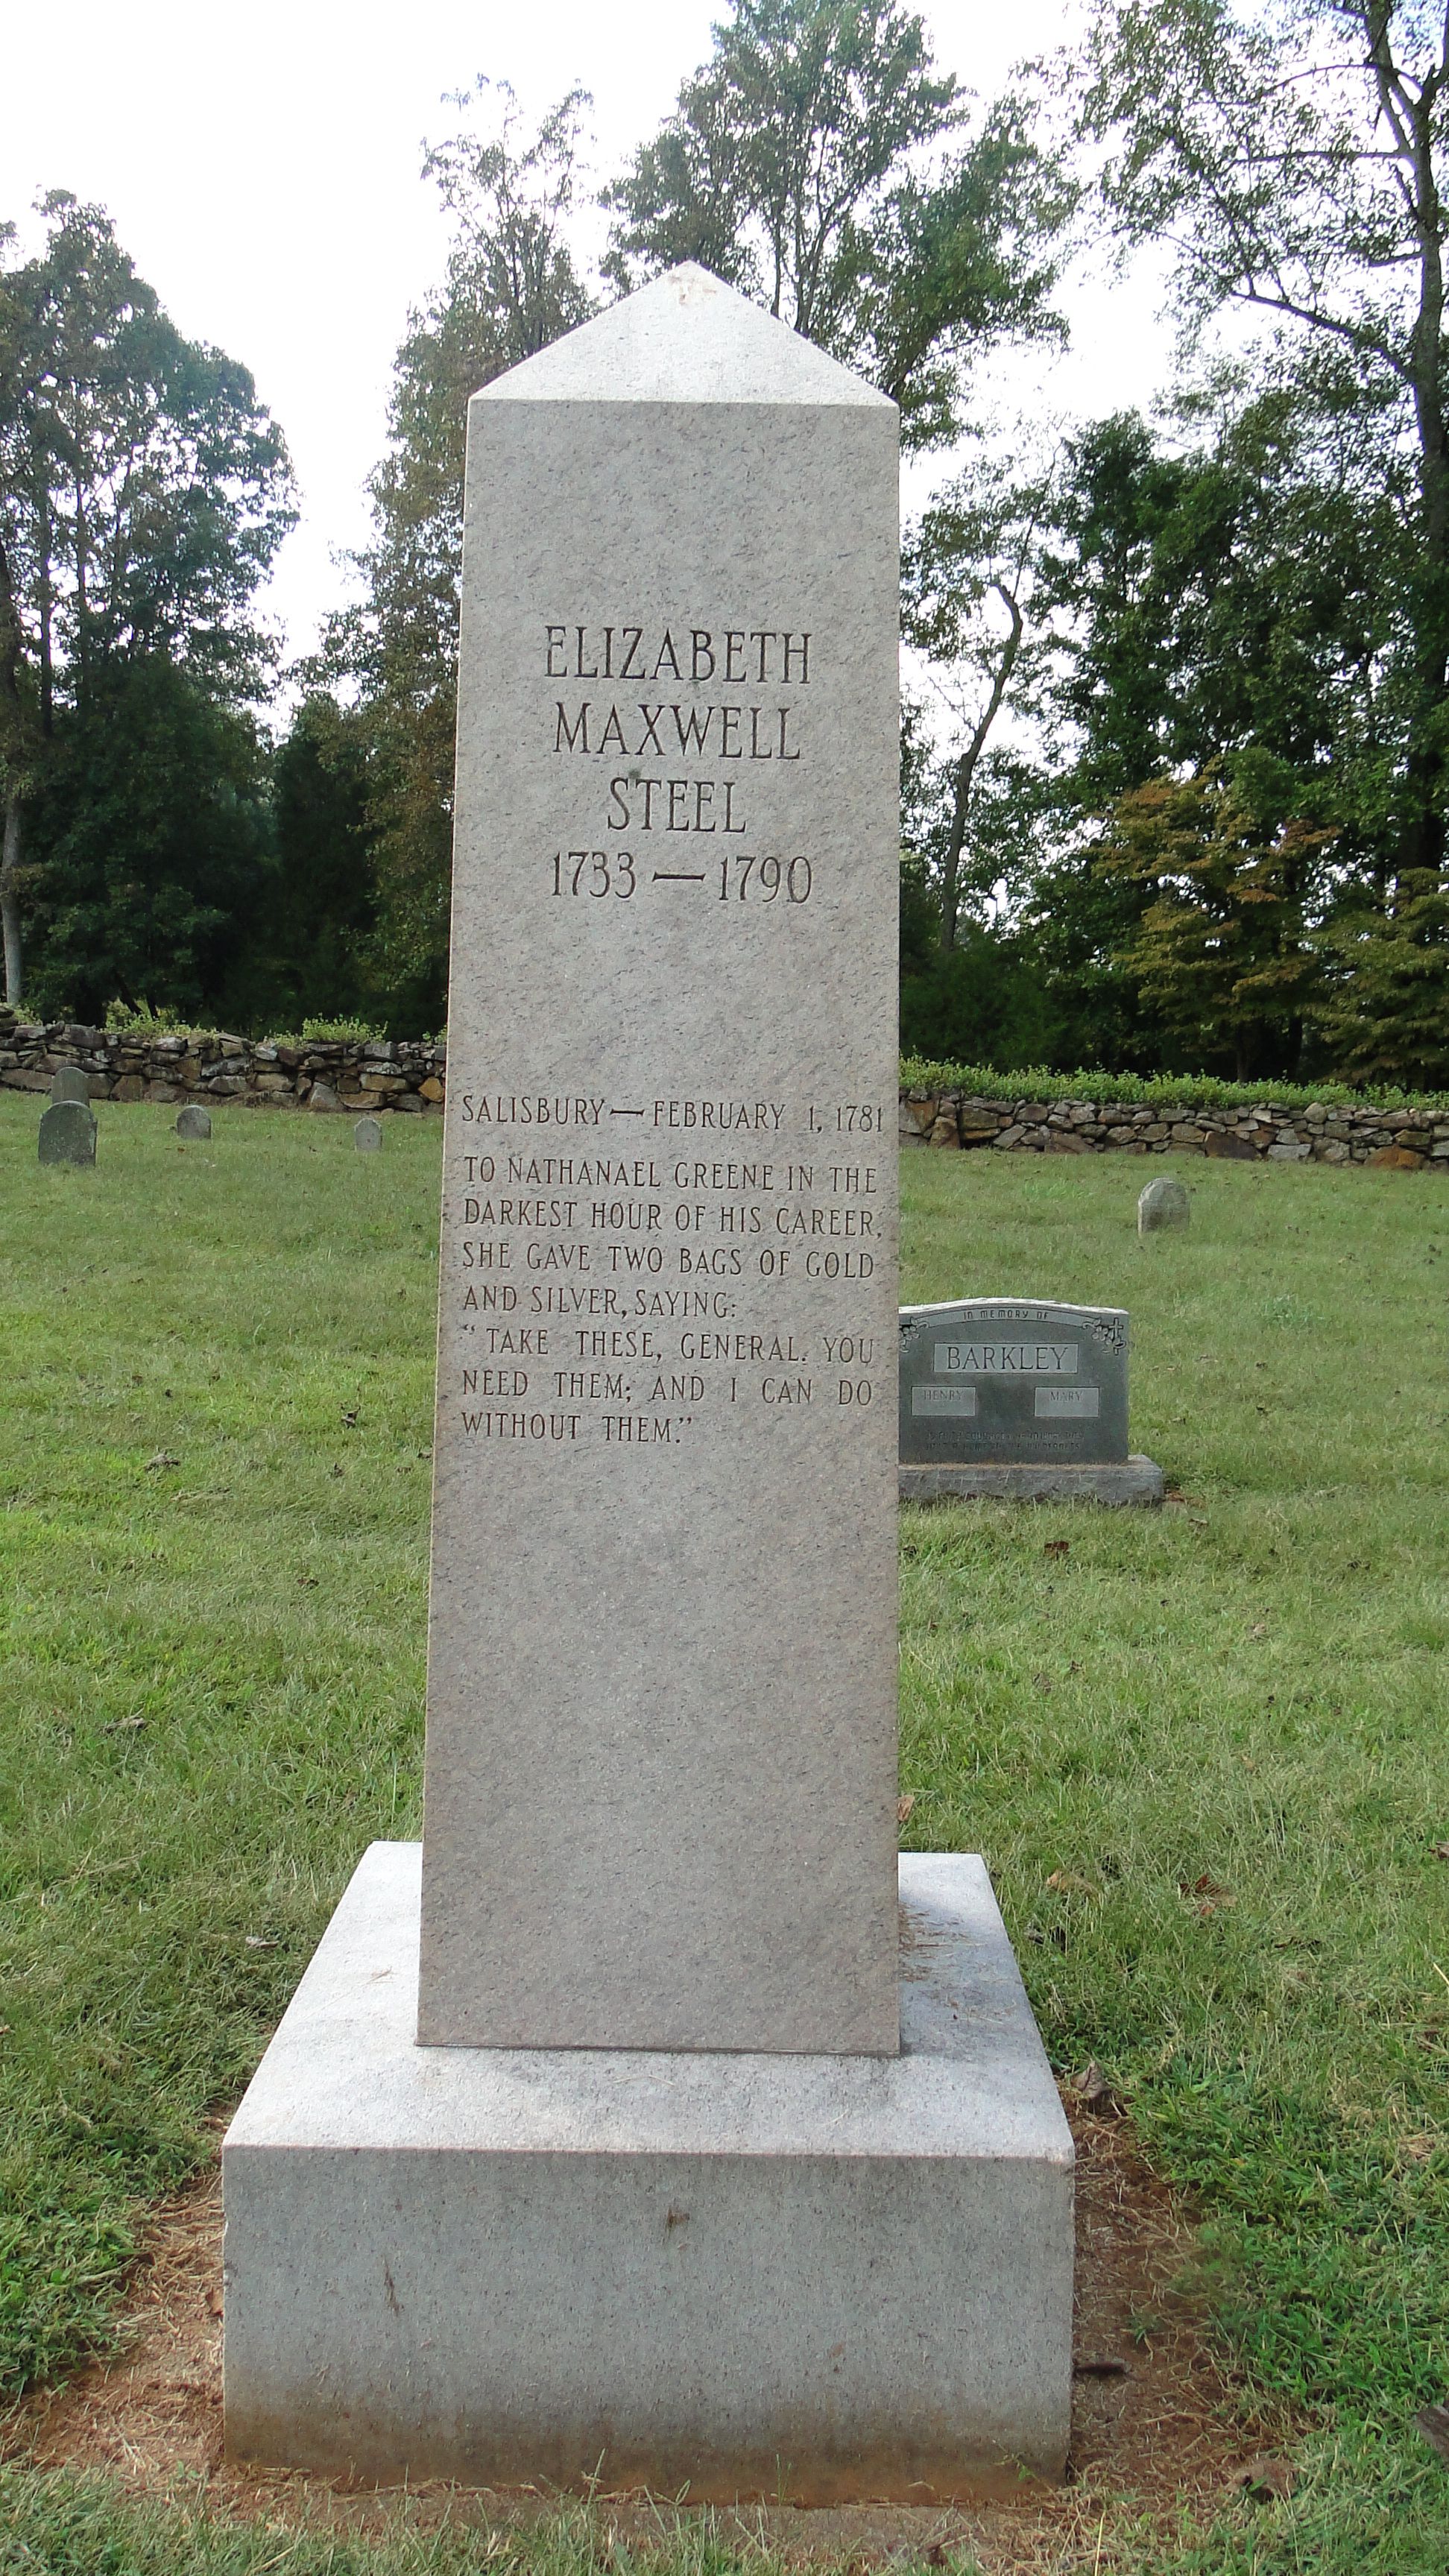 ELIZABETH
MAXWELL
STEEL
1733 — 1790
SALISBURY — FEBRUARY 1, 1781
TO NATHANAEL GREENE IN THE
DARKEST HOUR OF HIS CAREER,
SHE GAVE TWO BAGS OF GOLD
AND SILVER, SAYING:
"TAKE THESE, GENERAL. YOU
NEED THEM; AND I CAN DO
WITHOUT THEM."
IN MEMORY OF
BARKLEY
HENRY MARY